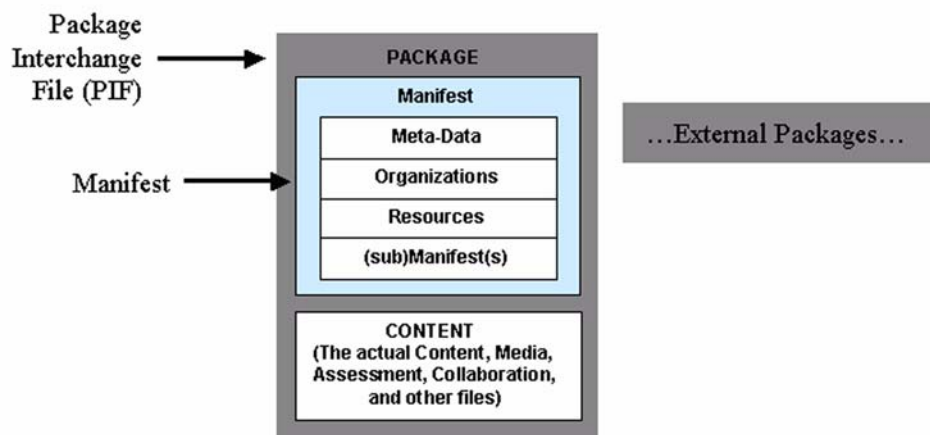 Package
Interchange
File (PIF)
Manifest
PACKAGE
Manifest
Meta-Data
Organizations
Resources
(sub)Manifest(s)
CONTENT
(The actual Content, Media,
Assessment, Collaboration,
and other files)
…External Packages…